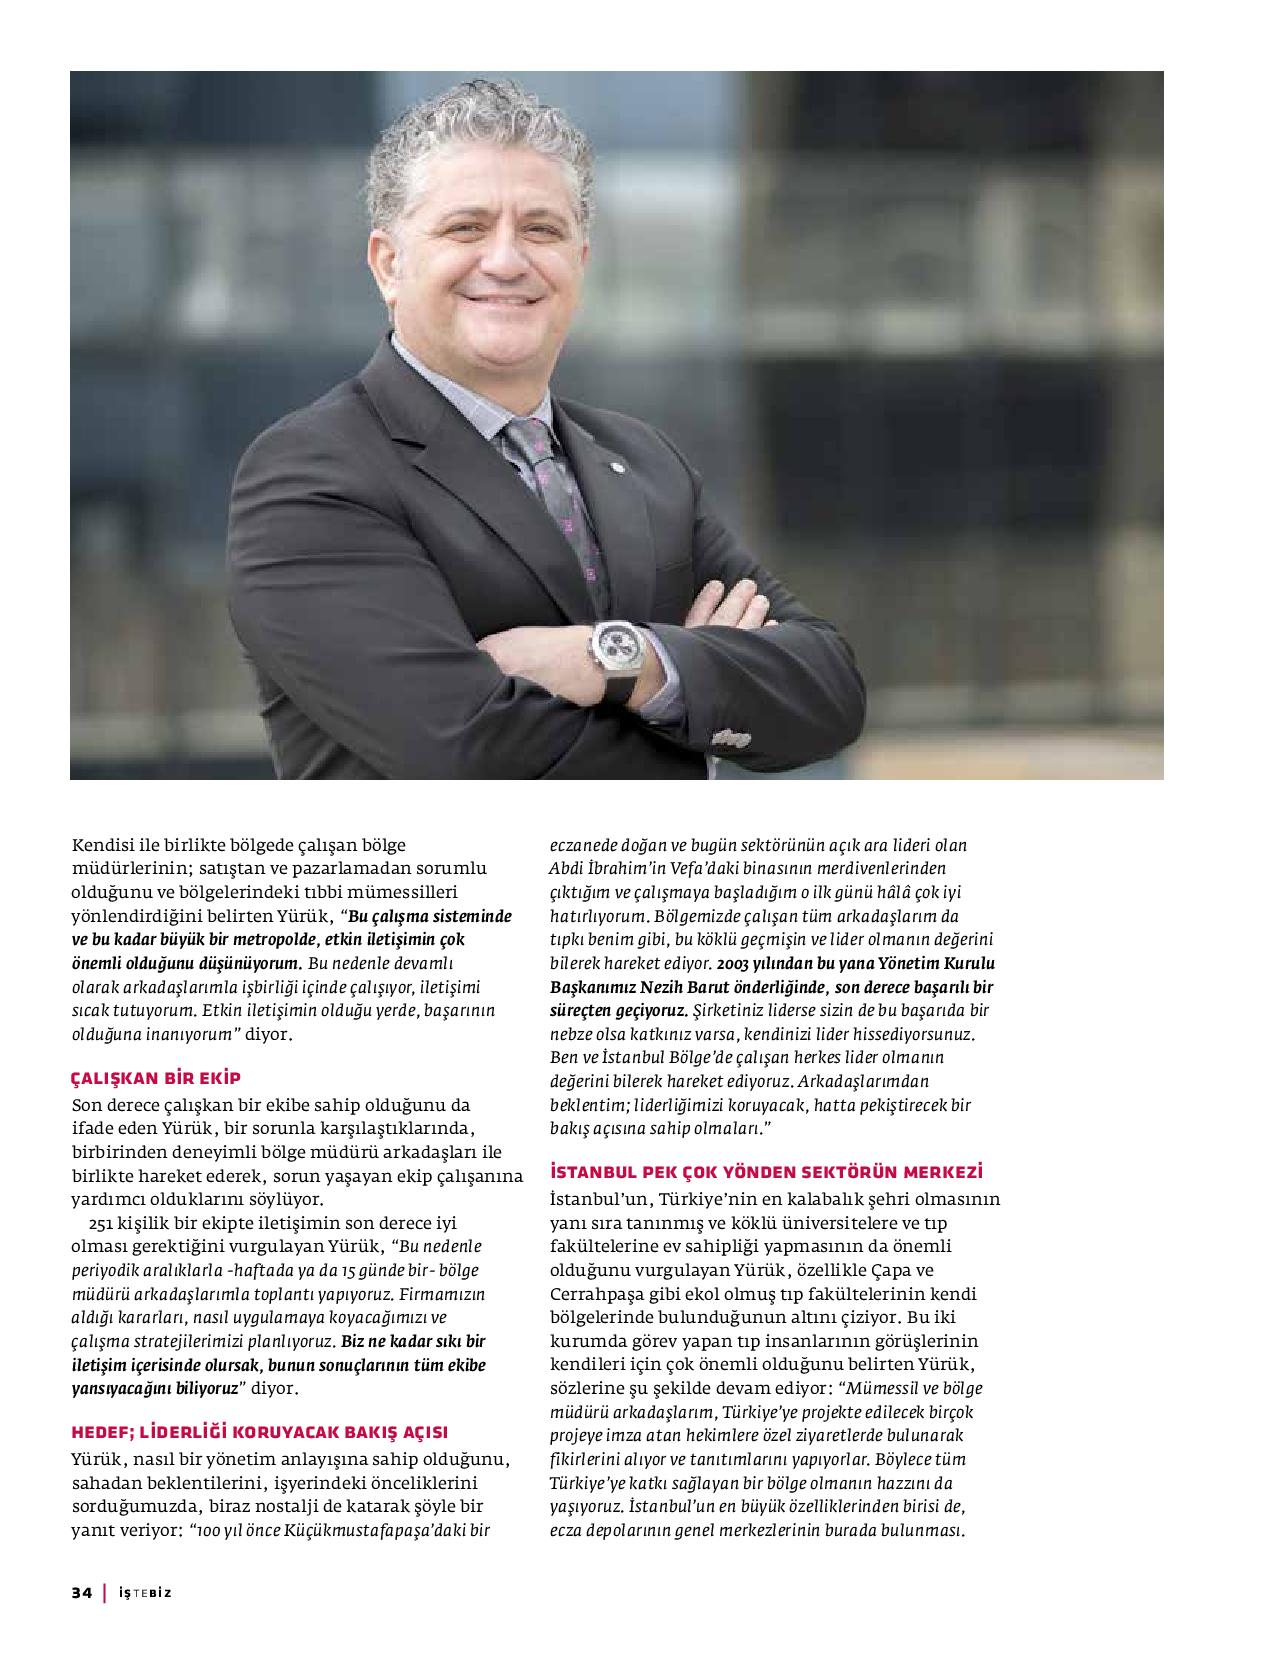 Kendisi ile birlikte bölgede çalışan bölge
müdürlerinin; satıştan ve pazarlamadan sorumlu
olduğunu ve bölgelerindeki tıbbi mümessilleri
yönlendirdiğini belirten Yürük, “Bu çalışma sisteminde
ve bu kadar büyük bir metropolde, etkin iletişimin çok
önemli olduğunu düşünüyorum. Bu nedenle devamlı
olarak arkadaşlarımla işbirliği içinde çalışıyor, iletişimi
sıcak tutuyorum. Etkin iletişimin olduğu yerde, başarının
olduğuna inanıyorum” diyor.
ÇALIŞKAN BİR EKİP
Son derece çalışkan bir ekibe sahip olduğunu da
ifade eden Yürük, bir sorunla karşılaştıklarında,
birbirinden deneyimli bölge müdürü arkadaşları ile
birlikte hareket ederek, sorun yaşayan ekip çalışanına
yardımcı olduklarını söylüyor.
251 kişilik bir ekipte iletişimin son derece iyi
olması gerektiğini vurgulayan Yürük, “Bu nedenle
periyodik aralıklarla -haftada ya da 15 günde bir- bölge
müdürü arkadaşlarımla toplantı yapıyoruz. Firmamızın
aldığı kararları, nasıl uygulamaya koyacağımızı ve
çalışma stratejilerimizi planlıyoruz. Biz ne kadar sıkı bir
iletişim içerisinde olursak, bunun sonuçlarının tüm ekibe
yansıyacağını biliyoruz” diyor.
HEDEF; LİDERLİĞİ KORUYACAK BAKIŞ AÇISI
Yürük, nasıl bir yönetim anlayışına sahip olduğunu,
sahadan beklentilerini, işyerindeki önceliklerini
sorduğumuzda, biraz nostalji de katarak şöyle bir
yanıt veriyor: “100 yıl önce Küçükmustafapaşa’daki bir
eczanede doğan ve bugün sektörünün açık ara lideri olan
Abdi İbrahim’in Vefa’daki binasının merdivenlerinden
çıktığım ve çalışmaya başladığım o ilk günü hâlâ çok iyi
hatırlıyorum. Bölgemizde çalışan tüm arkadaşlarım da
tıpkı benim gibi, bu köklü geçmişin ve lider olmanın değerini
bilerek hareket ediyor. 2003 yılından bu yana Yönetim Kurulu
Başkanımız Nezih Barut önderliğinde, son derece başarılı bir
süreçten geçiyoruz. Şirketiniz liderse sizin de bu başarıda bir
nebze olsa katkınız varsa, kendinizi lider hissediyorsunuz.
Ben ve İstanbul Bölge’de çalışan herkes lider olmanın
değerini bilerek hareket ediyoruz. Arkadaşlarımdan
beklentim; liderliğimizi koruyacak, hatta pekiştirecek bir
bakış açısına sahip olmaları.”
İSTANBUL PEK ÇOK YÖNDEN SEKTÖRÜN MERKEZİ
İstanbul’un, Türkiye’nin en kalabalık şehri olmasının
yanı sıra tanınmış ve köklü üniversitelere ve tıp
fakültelerine ev sahipliği yapmasının da önemli
olduğunu vurgulayan Yürük, özellikle Çapa ve
Cerrahpaşa gibi ekol olmuş tıp fakültelerinin kendi
bölgelerinde bulunduğunun altını çiziyor. Bu iki
kurumda görev yapan tıp insanlarının görüşlerinin
kendileri için çok önemli olduğunu belirten Yürük,
sözlerine şu şekilde devam ediyor: “Mümessil ve bölge
müdürü arkadaşlarım, Türkiye’ye projekte edilecek birçok
projeye imza atan hekimlere özel ziyaretlerde bulunarak
fikirlerini alıyor ve tanıtımlarını yapıyorlar. Böylece tüm
Türkiye’ye katkı sağlayan bir bölge olmanın hazzını da
yaşıyoruz. İstanbul’un en büyük özelliklerinden birisi de,
ecza depolarının genel merkezlerinin burada bulunması.
34 | İŞTEBİZ